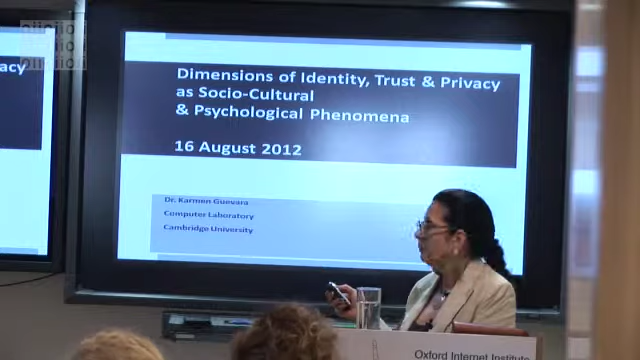 acy
Dimensions of Identity, Trust & Privacy
as Socio-Cultural
& Psychological Phenomena
16 August 2012
Dr. Karmen Guevara
Computer Laboratory
Cambridge University
Oxford Internet Institute